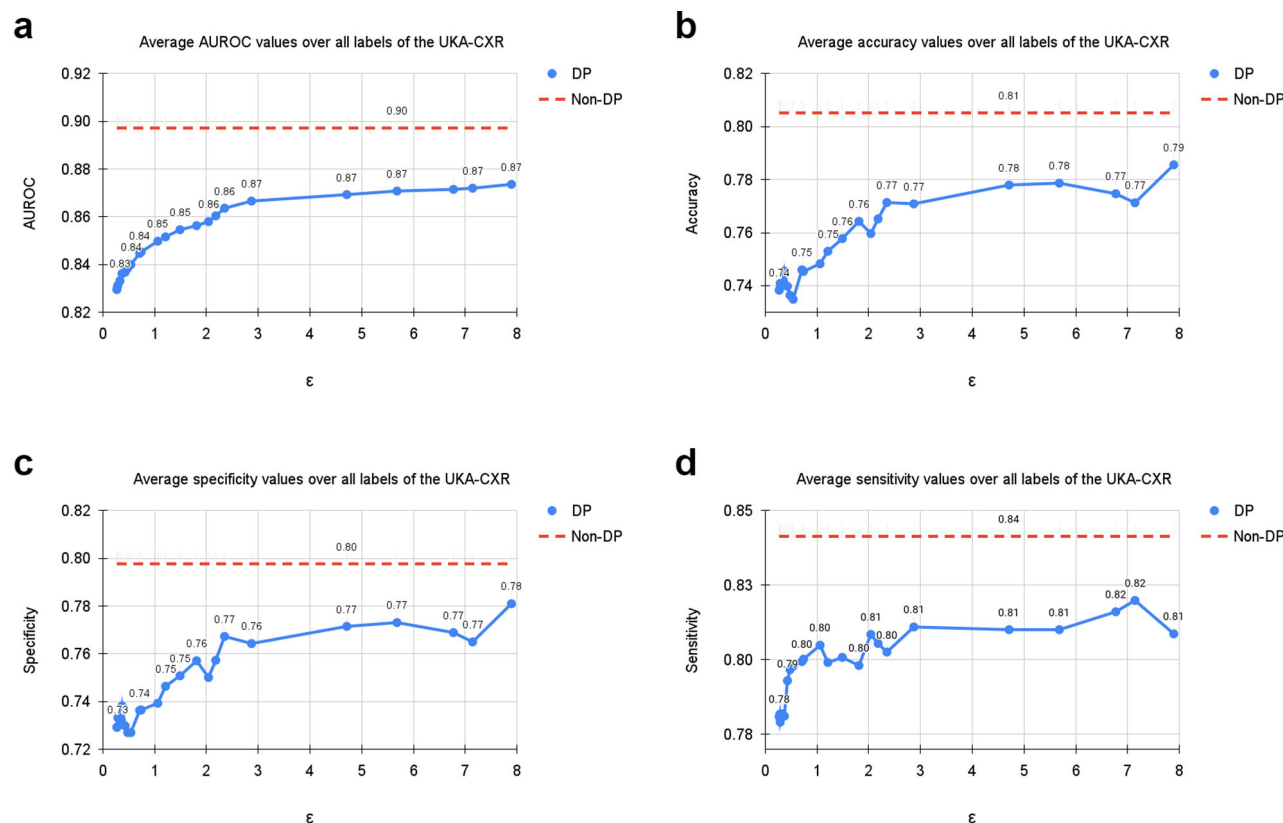 a
Average AUROC values over all labels of the UKA-CXR
0.92
0.90
0.88
0.86
0.84
0.82
AUROC
0 1 2 3 4 5 6 7 8
ε
DP
Non-DP
0.90
0.83 0.84 0.84 0.85 0.85 0.86 0.86 0.87 0.87 0.87 0.87 0.87
b
Average accuracy values over all labels of the UKA-CXR
0.82
0.80
0.78
0.76
0.74
Accuracy
0 1 2 3 4 5 6 7 8
ε
DP
Non-DP
0.81
0.74 0.75 0.75 0.76 0.76 0.77 0.77 0.78 0.78 0.77 0.77 0.79
c
Average specificity values over all labels of the UKA-CXR
0.82
0.80
0.78
0.76
0.74
0.72
Specificity
0 1 2 3 4 5 6 7 8
ε
DP
Non-DP
0.80
0.73 0.74 0.75 0.75 0.76 0.77 0.76 0.77 0.77 0.77 0.77 0.78
d
Average sensitivity values over all labels of the UKA-CXR
0.85
0.83
0.80
0.78
Sensitivity
0 1 2 3 4 5 6 7 8
ε
DP
Non-DP
0.84
0.78 0.79 0.80 0.80 0.80 0.81 0.80 0.81 0.81 0.81 0.82 0.82 0.81